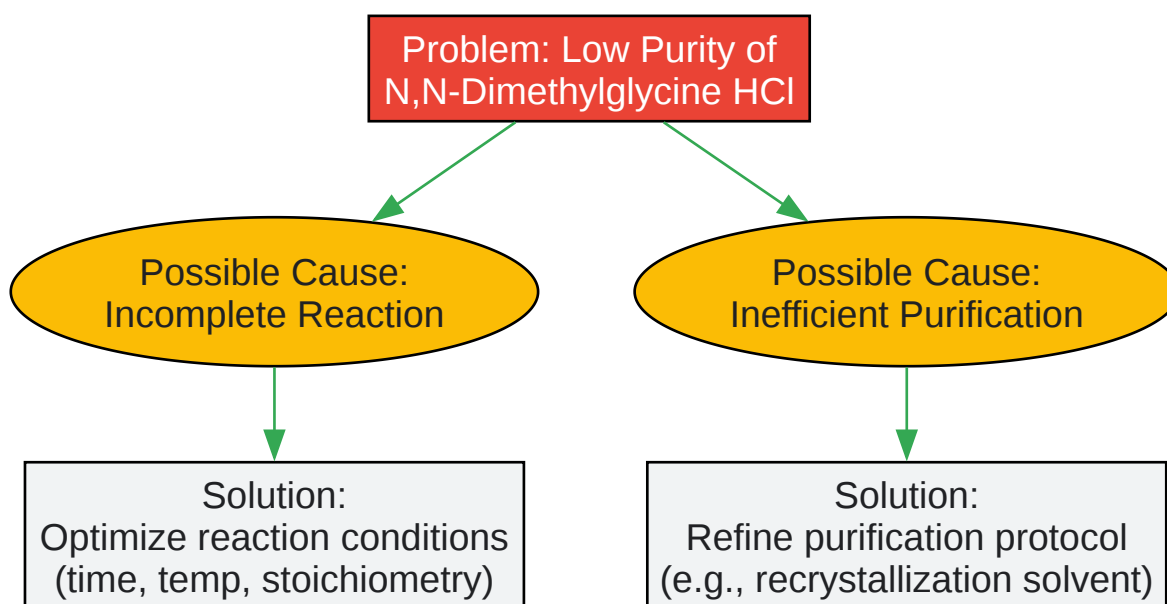 Problem: Low Purity of
N,N-Dimethylglycine HCl
Possible Cause:
Incomplete Reaction
Possible Cause:
Inefficient Purification
Solution:
Optimize reaction conditions
(time, temp, stoichiometry)
Solution:
Refine purification protocol
(e.g., recrystallization solvent)